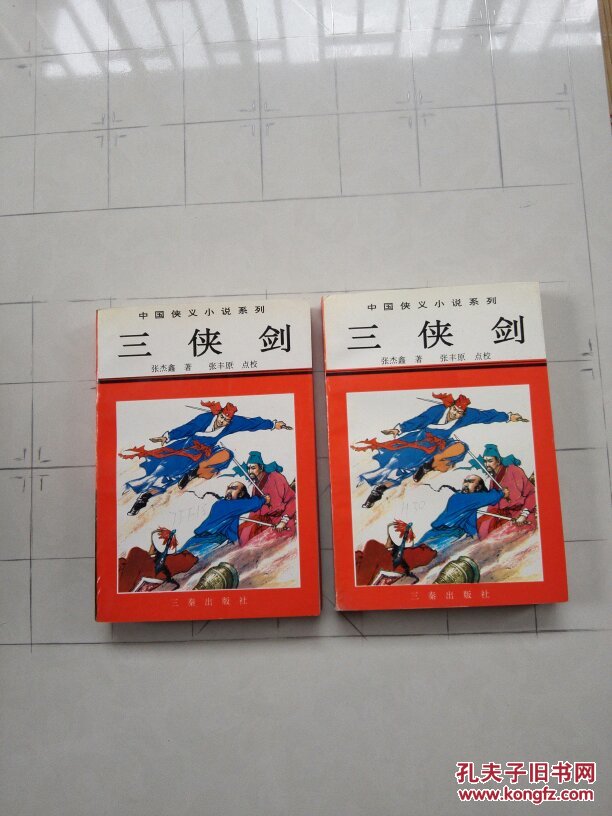 中国侠义小说系列
三侠剑
张杰鑫 著 张丰原 点校
三秦出版社
中国侠义小说系列
三侠剑
张杰鑫 著 张丰原 点校
三秦出版社
孔夫子旧书网
www.kongfz.com